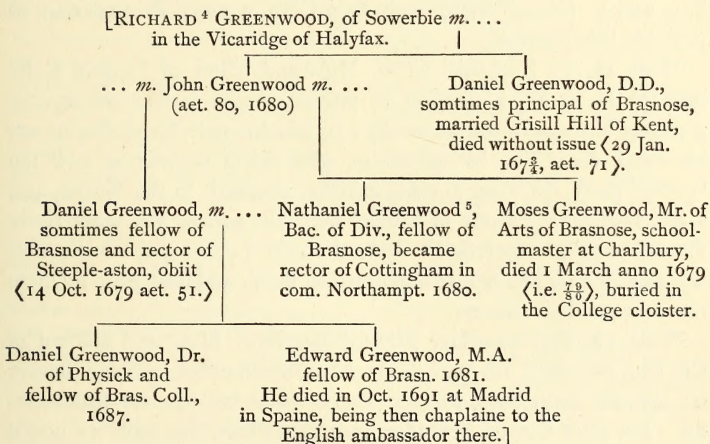 [RICHARD ⁴ GREENWOOD, of Sowerbie m. ...
in the Vicaridge of Halyfax.
... m. John Greenwood m. ...
(aet. 80, 1680)
Daniel Greenwood, D.D.,
somtimes principal of Brasnose,
married Grisill Hill of Kent,
died without issue ⟨29 Jan.
167¾, aet. 71⟩.
Daniel Greenwood, m. ...
somtimes fellow of
Brasnose and rector of
Steeple-aston, obiit
⟨14 Oct. 1679 aet. 51.⟩
Nathaniel Greenwood ⁵,
Bac. of Div., fellow of
Brasnose, became
rector of Cottingham in
com. Northampt. 1680.
Moses Greenwood, Mr. of
Arts of Brasnose, school-
master at Charlbury,
died 1 March anno 1679
⟨i.e. 79/80⟩, buried in
the College cloister.
Daniel Greenwood, Dr.
of Physick and
fellow of Bras. Coll.,
1687.
Edward Greenwood, M.A.
fellow of Brasn. 1681.
He died in Oct. 1691 at Madrid
in Spaine, being then chaplaine to the
English ambassador there.]